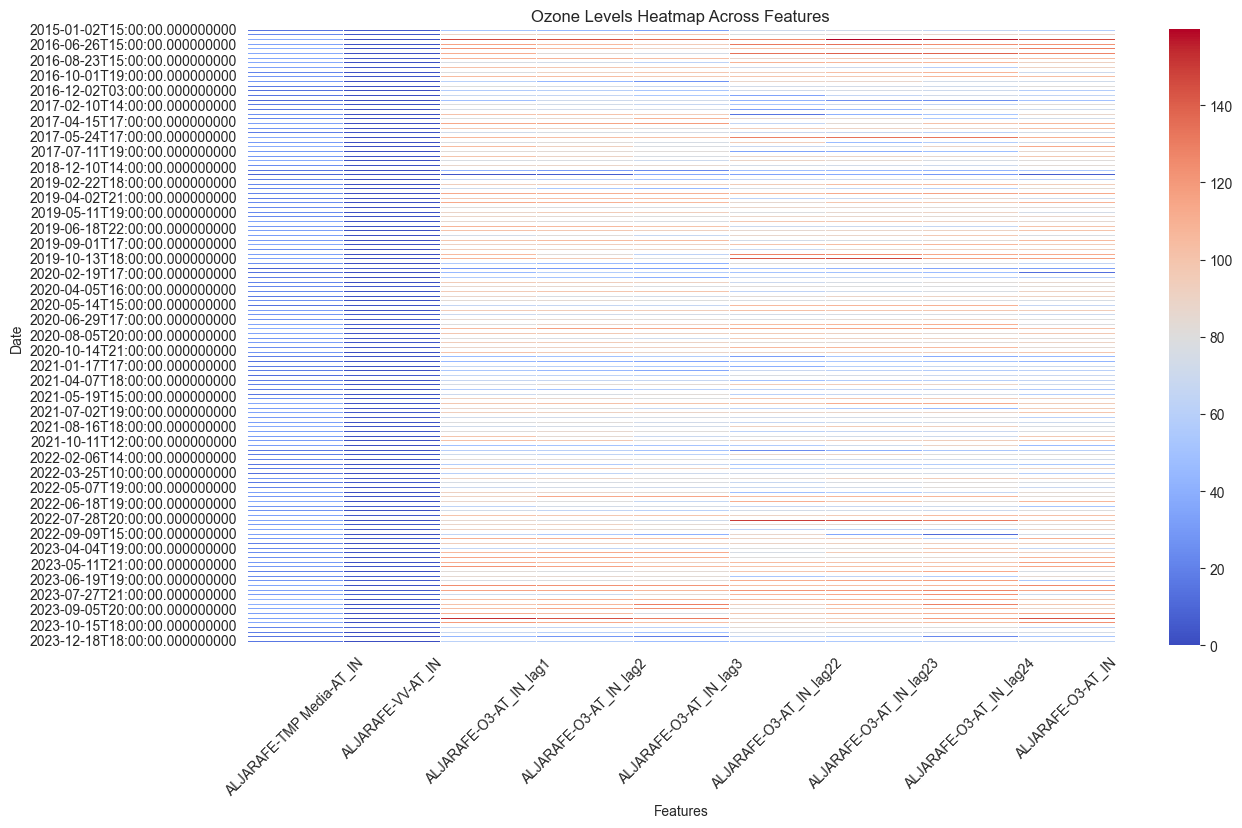 Ozone Levels Heatmap Across Features
Date
2015-01-02T15:00:00.000000000
2016-06-26T15:00:00.000000000
2016-08-23T15:00:00.000000000
2016-10-01T19:00:00.000000000
2016-12-02T03:00:00.000000000
2017-02-10T14:00:00.000000000
2017-04-15T17:00:00.000000000
2017-05-24T17:00:00.000000000
2017-07-11T19:00:00.000000000
2018-12-10T14:00:00.000000000
2019-02-22T18:00:00.000000000
2019-04-02T21:00:00.000000000
2019-05-11T19:00:00.000000000
2019-06-18T22:00:00.000000000
2019-09-01T17:00:00.000000000
2019-10-13T18:00:00.000000000
2020-02-19T17:00:00.000000000
2020-04-05T16:00:00.000000000
2020-05-14T15:00:00.000000000
2020-06-29T17:00:00.000000000
2020-08-05T20:00:00.000000000
2020-10-14T21:00:00.000000000
2021-01-17T17:00:00.000000000
2021-04-07T18:00:00.000000000
2021-05-19T15:00:00.000000000
2021-07-02T19:00:00.000000000
2021-08-16T18:00:00.000000000
2021-10-11T12:00:00.000000000
2022-02-06T14:00:00.000000000
2022-03-25T10:00:00.000000000
2022-05-07T19:00:00.000000000
2022-06-18T19:00:00.000000000
2022-07-28T20:00:00.000000000
2022-09-09T15:00:00.000000000
2023-04-04T19:00:00.000000000
2023-05-11T21:00:00.000000000
2023-06-19T19:00:00.000000000
2023-07-27T21:00:00.000000000
2023-09-05T20:00:00.000000000
2023-10-15T18:00:00.000000000
2023-12-18T18:00:00.000000000
140
120
100
80
60
40
20
0
ALJARAFE-TMP Media-AT_IN
ALJARAFE-VV-AT_IN
ALJARAFE-O3-AT_IN_lag1
ALJARAFE-O3-AT_IN_lag2
ALJARAFE-O3-AT_IN_lag3
ALJARAFE-O3-AT_IN_lag22
ALJARAFE-O3-AT_IN_lag23
ALJARAFE-O3-AT_IN_lag24
ALJARAFE-O3-AT_IN
Features